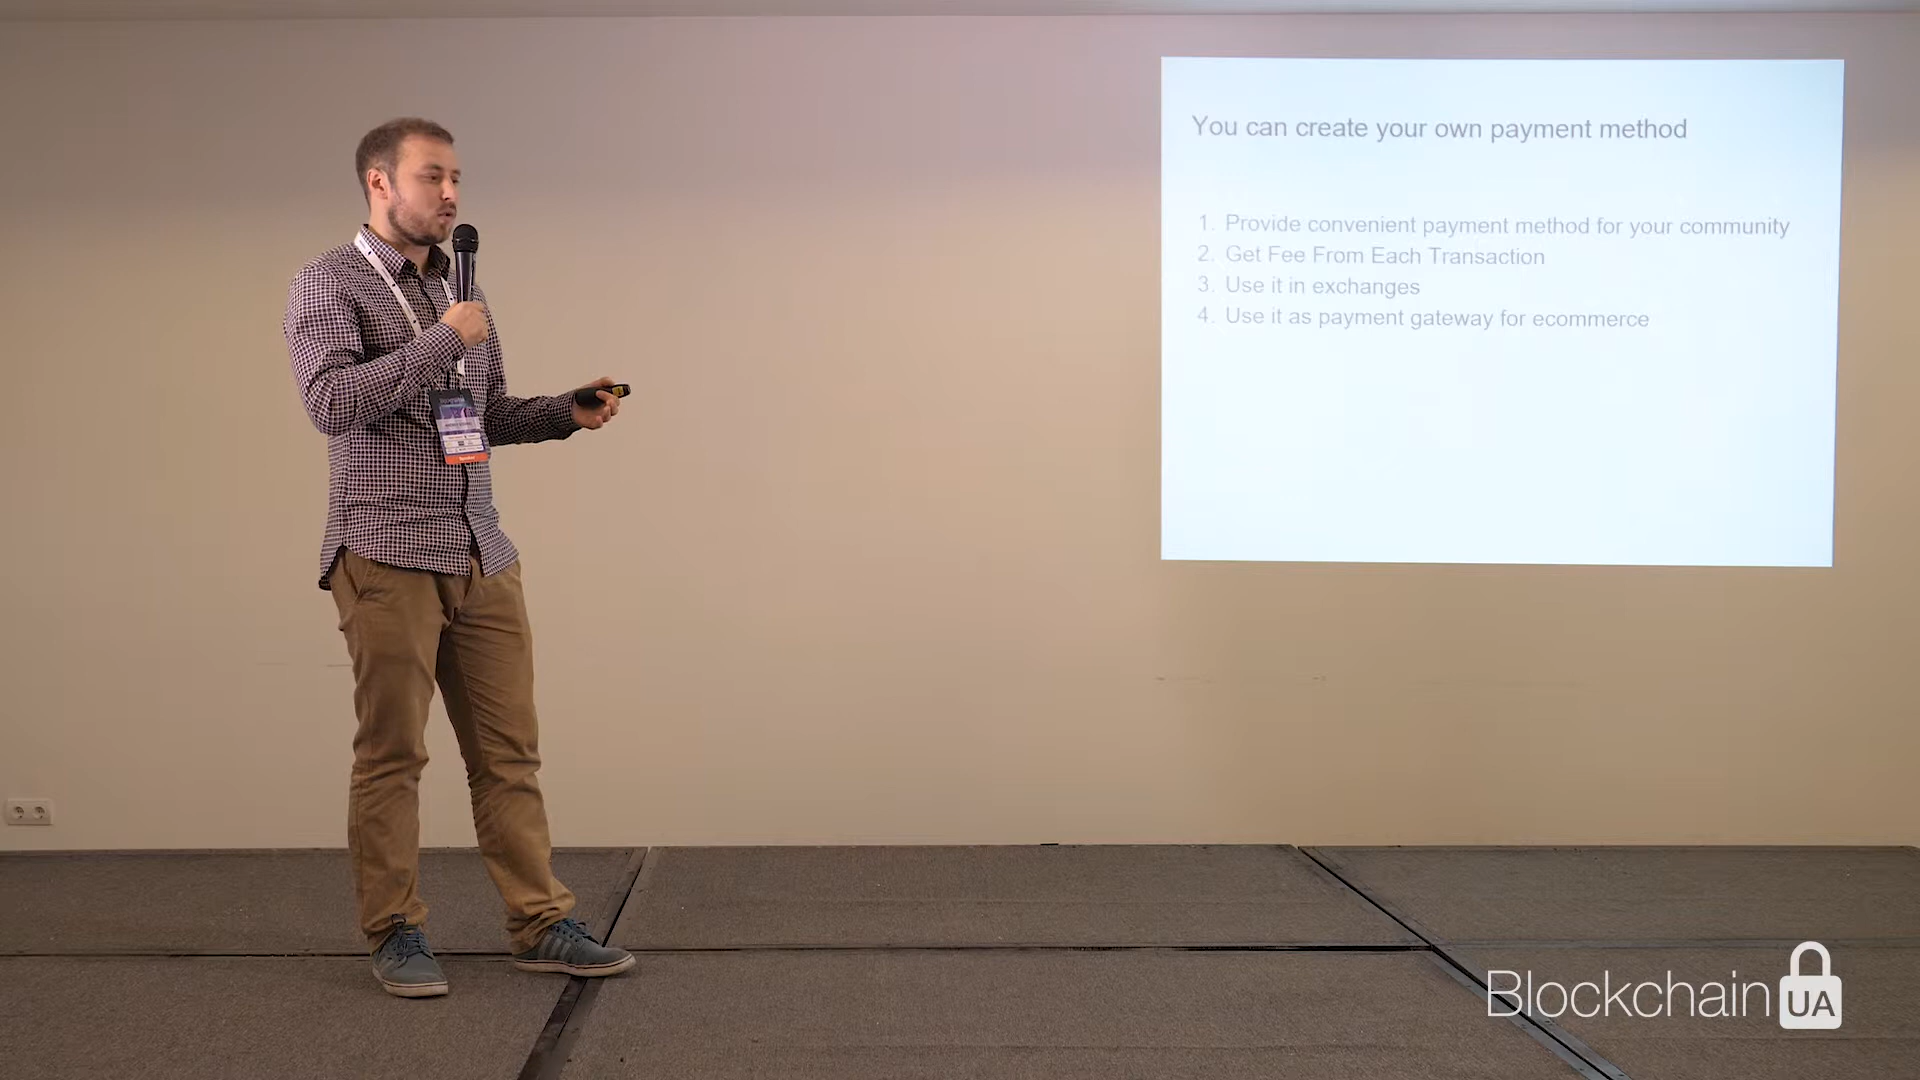 You can create your own payment method
1. Provide convenient payment method for your community
2. Get Fee From Each Transaction
3. Use it in exchanges
4. Use it as payment gateway for ecommerce
Speaker
Blockchain UA